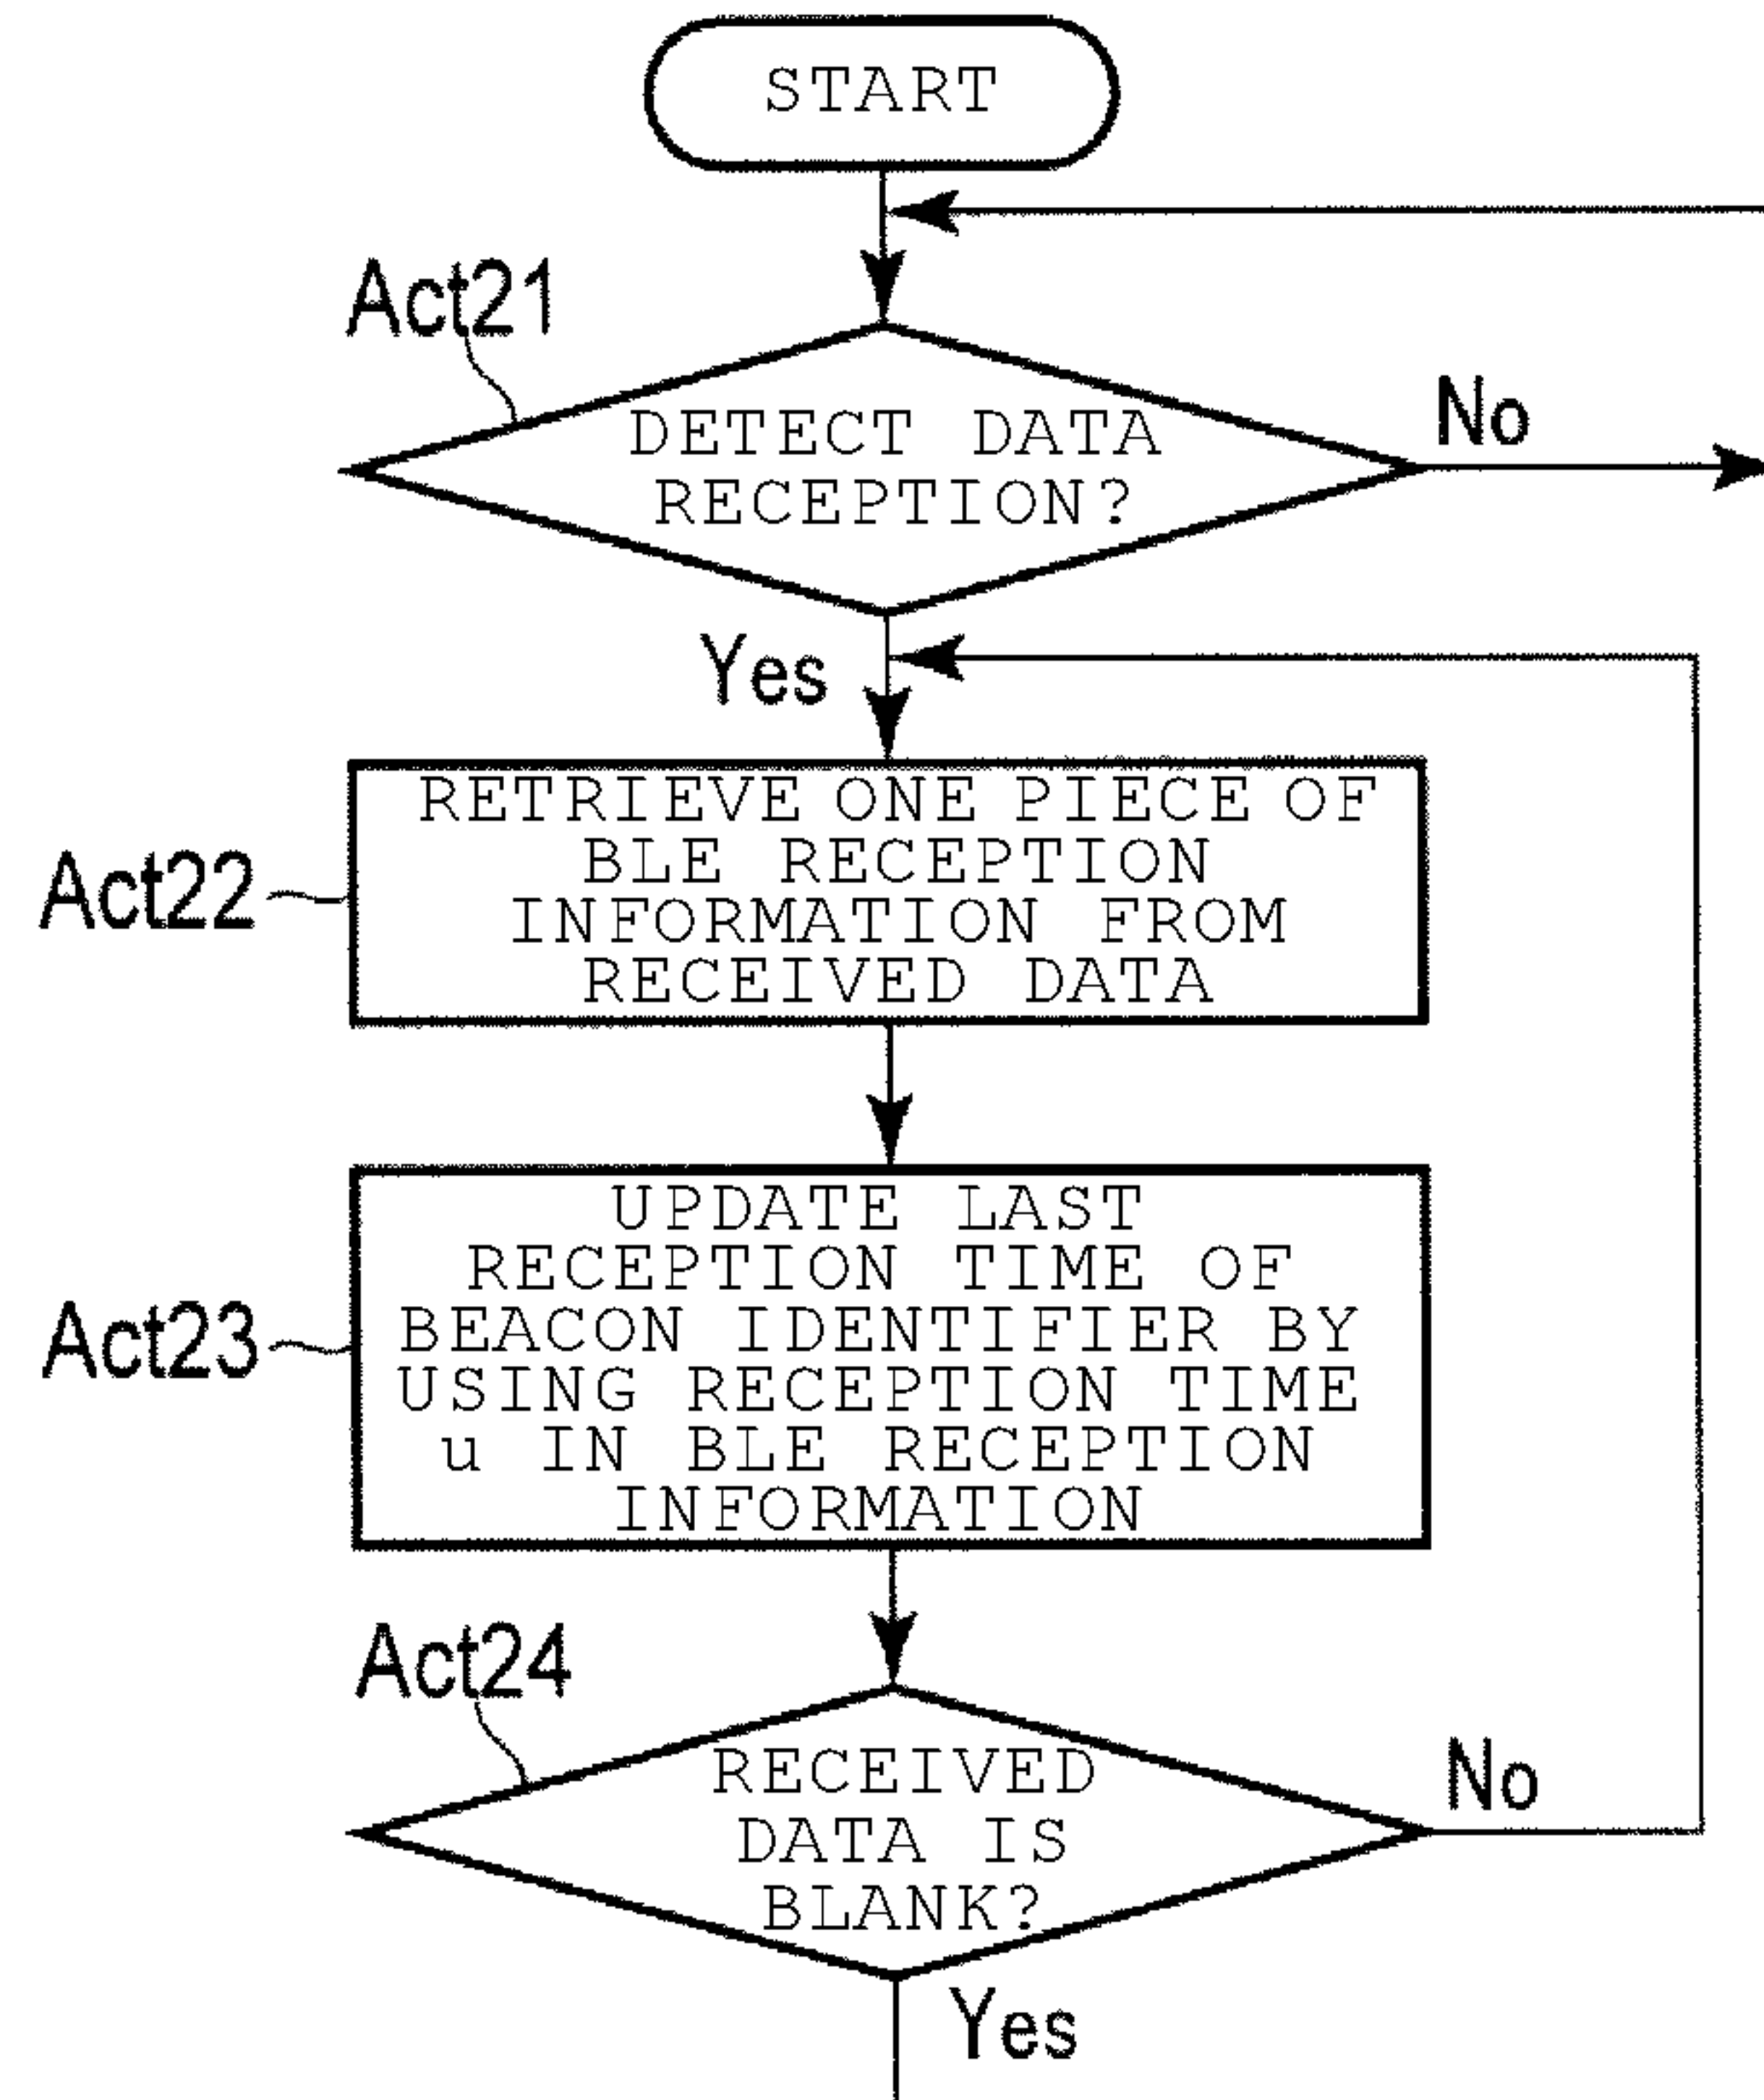 START
Act21
DETECT DATA
RECEPTION?
No
Yes
RETRIEVE ONE PIECE OF
BLE RECEPTION
INFORMATION FROM
RECEIVED DATA
Act22
UPDATE LAST
RECEPTION TIME OF
BEACON IDENTIFIER BY
USING RECEPTION TIME
u IN BLE RECEPTION
INFORMATION
Act23
Act24
RECEIVED
DATA IS
BLANK?
No
Yes